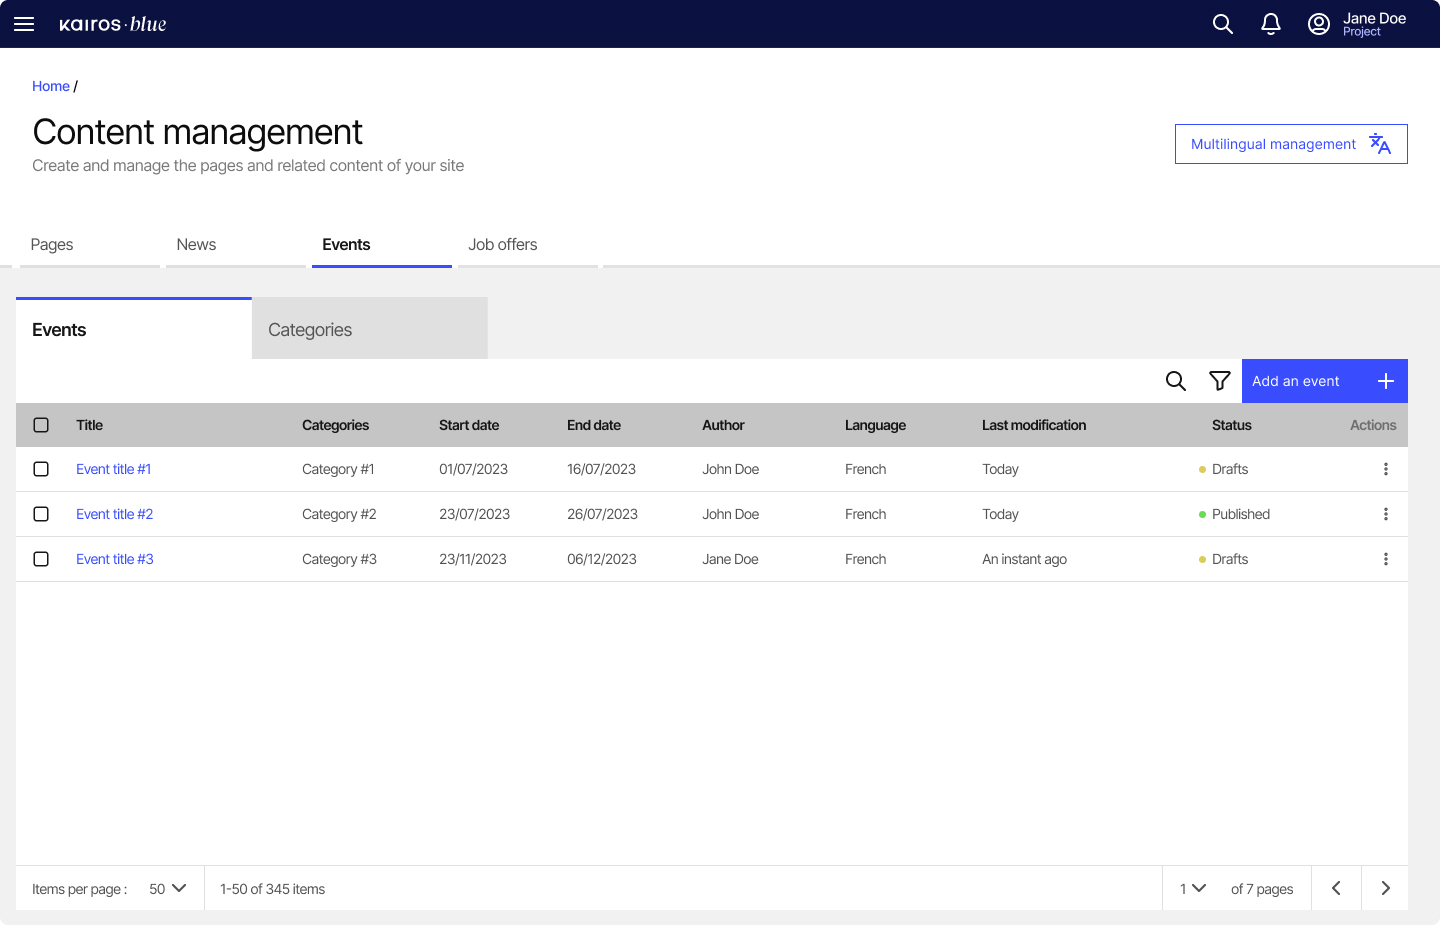 kairos·blue
Jane Doe
Project
Home /
Content management
Create and manage the pages and related content of your site
Multilingual management
Pages News Events Job offers
Events Categories
Add an event
Title Categories Start date End date Author Language Last modification Status Actions
Event title #1 Category #1 01/07/2023 16/07/2023 John Doe French Today Drafts
Event title #2 Category #2 23/07/2023 26/07/2023 John Doe French Today Published
Event title #3 Category #3 23/11/2023 06/12/2023 Jane Doe French An instant ago Drafts
Items per page : 50 1-50 of 345 items 1 of 7 pages